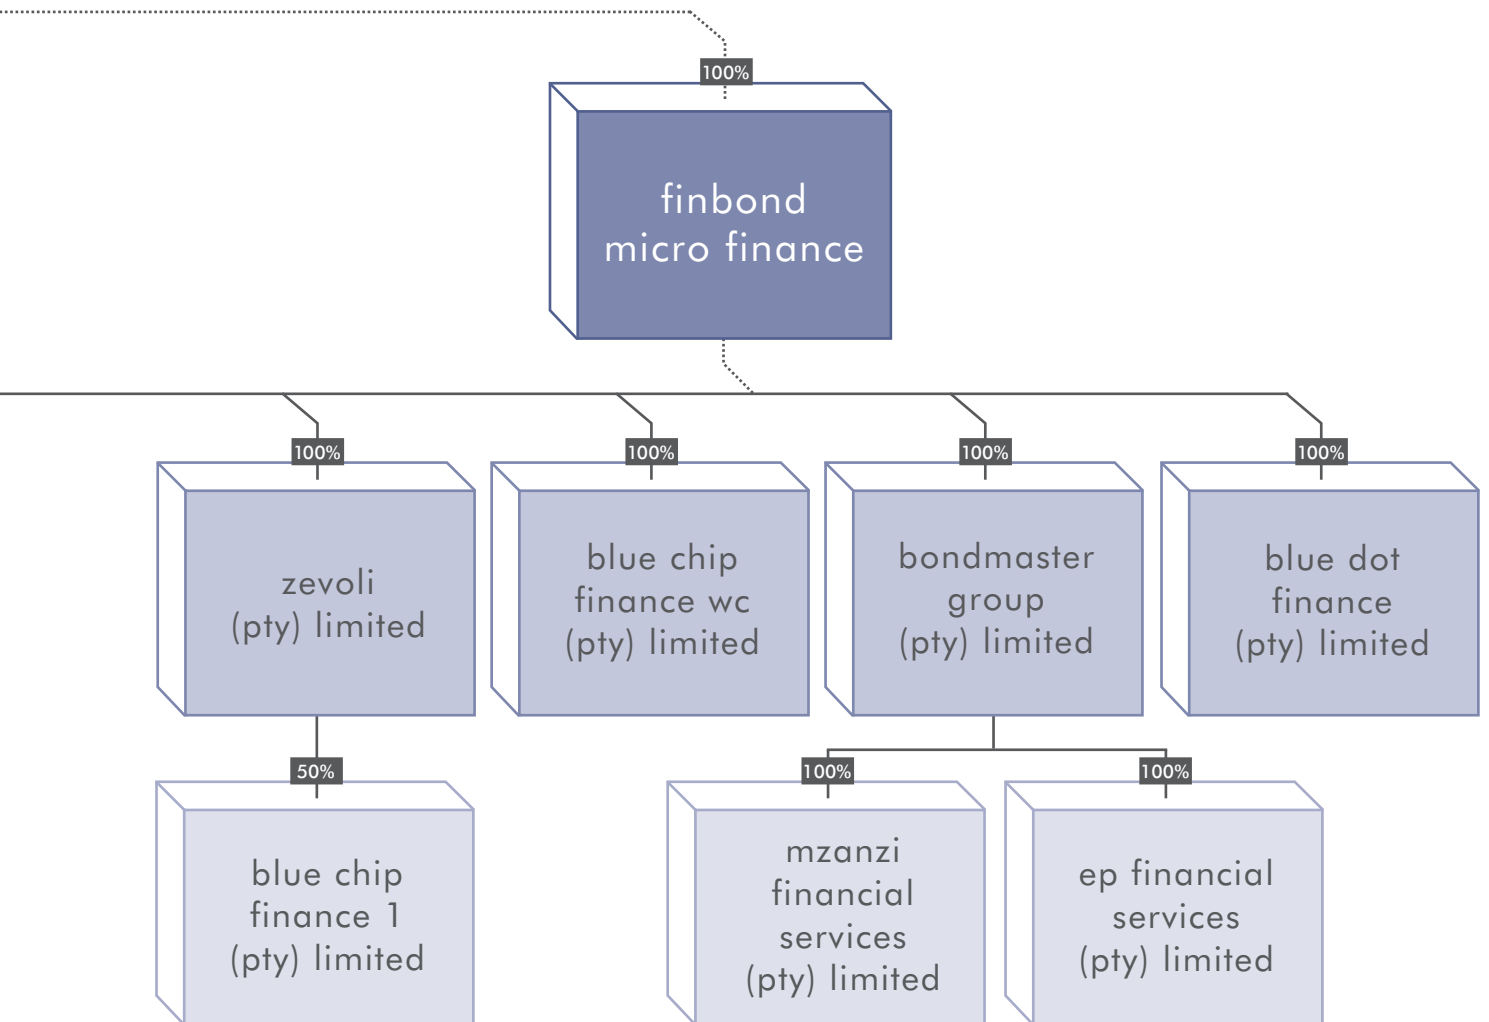 100%
finbond
micro finance
100%
100%
100%
100%
zevoli
(pty) limited
blue chip
finance wc
(pty) limited
bondmaster
group
(pty) limited
blue dot
finance
(pty) limited
50%
100%
100%
blue chip
finance 1
(pty) limited
mzanzi
financial
services
(pty) limited
ep financial
services
(pty) limited